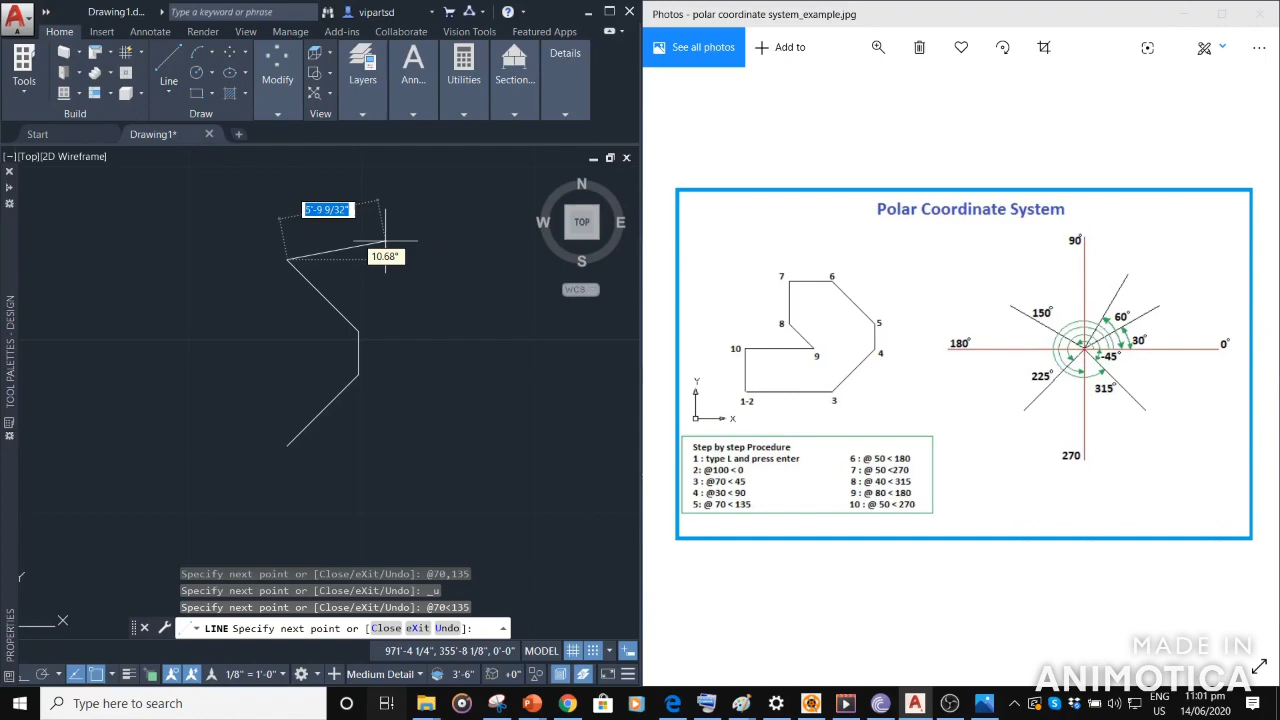 Drawing1.d...
Type a keyword or phrase
vipartsd
Home Insert Annotate Render View Manage Add-ins Collaborate Vision Tools Featured Apps
Tools
Line
Modify
Layers
Ann...
Utilities
Section...
Details
Build
Draw
View
Start
Drawing1*
[−][Top][2D Wireframe]
N
W
TOP
E
S
WCS
5'-9 9/32"
10.68°
TOOL PALETTES - DESIGN
PROPERTIES
Specify next point or [Close/eXit/Undo]: @70,135
Specify next point or [Close/eXit/Undo]: _u
Specify next point or [Close/eXit/Undo]: @70<135
LINE Specify next point or [Close eXit Undo]:
971'-4 1/4", 355'-8 1/8", 0'-0"
MODEL
1/8" = 1'-0"
Medium Detail
3'-6"
+0"
Photos - polar coordinate system_example.jpg
See all photos
Add to
Polar Coordinate System
7
6
8
5
10
9
4
1-2
3
Y
X
90°
150°
60°
30°
180°
0°
-45°
225°
315°
270
Step by step Procedure
1 : type L and press enter
2: @100 < 0
3 : @70 < 45
4 : @30 < 90
5: @ 70 < 135
6 : @ 50 < 180
7 : @ 50 <270
8 : @ 40 < 315
9 : @ 80 < 180
10 : @ 50 < 270
MADE IN
ANIMOTICA
Type here to search
ENG
US
11:01 pm
14/06/2020